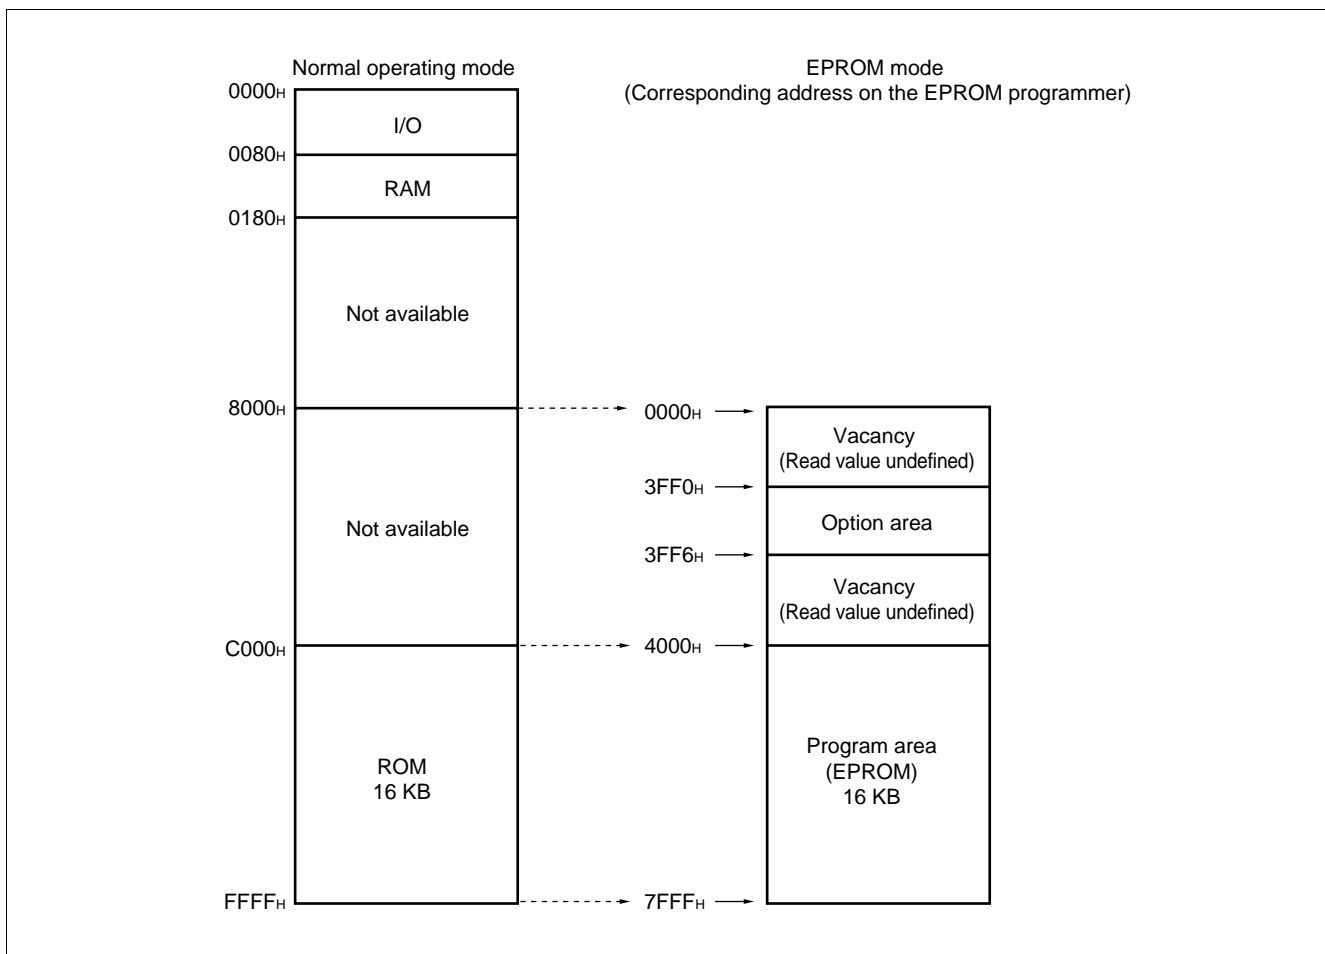 Normal operating mode
EPROM mode
(Corresponding address on the EPROM programmer)
0000H
I/O
0080H
RAM
0180H
Not available
8000H
0000H
Vacancy
(Read value undefined)
3FF0H
Not available
Option area
3FF6H
Vacancy
(Read value undefined)
C000H
4000H
ROM
16 KB
Program area
(EPROM)
16 KB
FFFFH
7FFFH